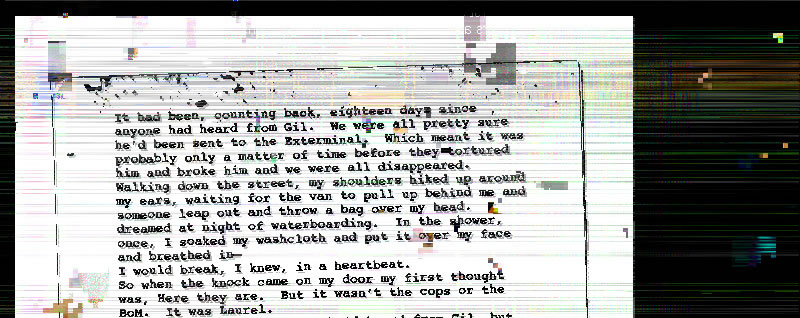 It had been, counting back, eighteen days since
anyone had heard from Gil.  We were all pretty sure
he'd been sent to the Exterminal.  Which meant it was
probably only a matter of time before they tortured
him and broke him and we were all disappeared.
Walking down the street, my shoulders hiked up around
my ears, waiting for the van to pull up behind me and
someone leap out and throw a bag over my head.  I
dreamed at night of waterboarding.  In the shower,
once, I soaked my washcloth and put it over my face
and breathed in—
I would break, I knew, in a heartbeat.
So when the knock came on my door my first thought
was, Here they are.  But it wasn't the cops or the
BoM.  It was Laurel.
from Gil, but